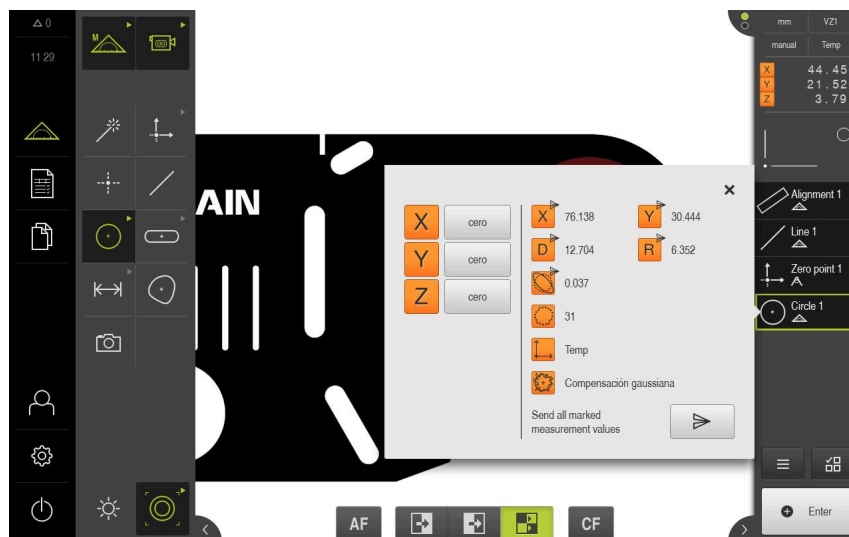 0
11 29
M
mm
VZ1
manual
Temp
X
44.45
Y
21.52
Z
3.79
AIN
X
cero
Y
cero
Z
cero
X
76.138
Y
30.444
D
12.704
R
6.352
0.037
31
Temp
Compensación gaussiana
Send all marked
measurement values
Alignment 1
Line 1
Zero point 1
Circle 1
AF
CF
Enter